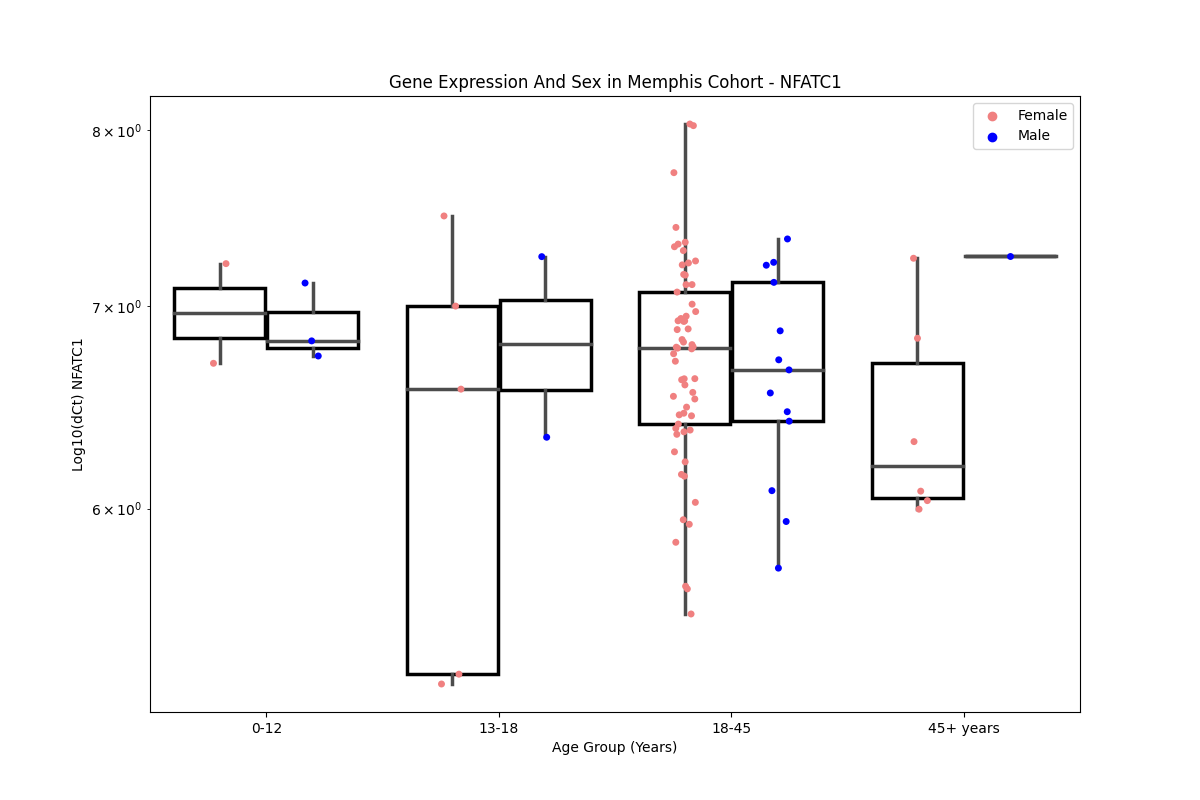 Gene Expression And Sex in Memphis Cohort - NFATC1
Female
Male
8 × 10⁰
7 × 10⁰
6 × 10⁰
Log10(dCt) NFATC1
0-12
13-18
18-45
45+ years
Age Group (Years)